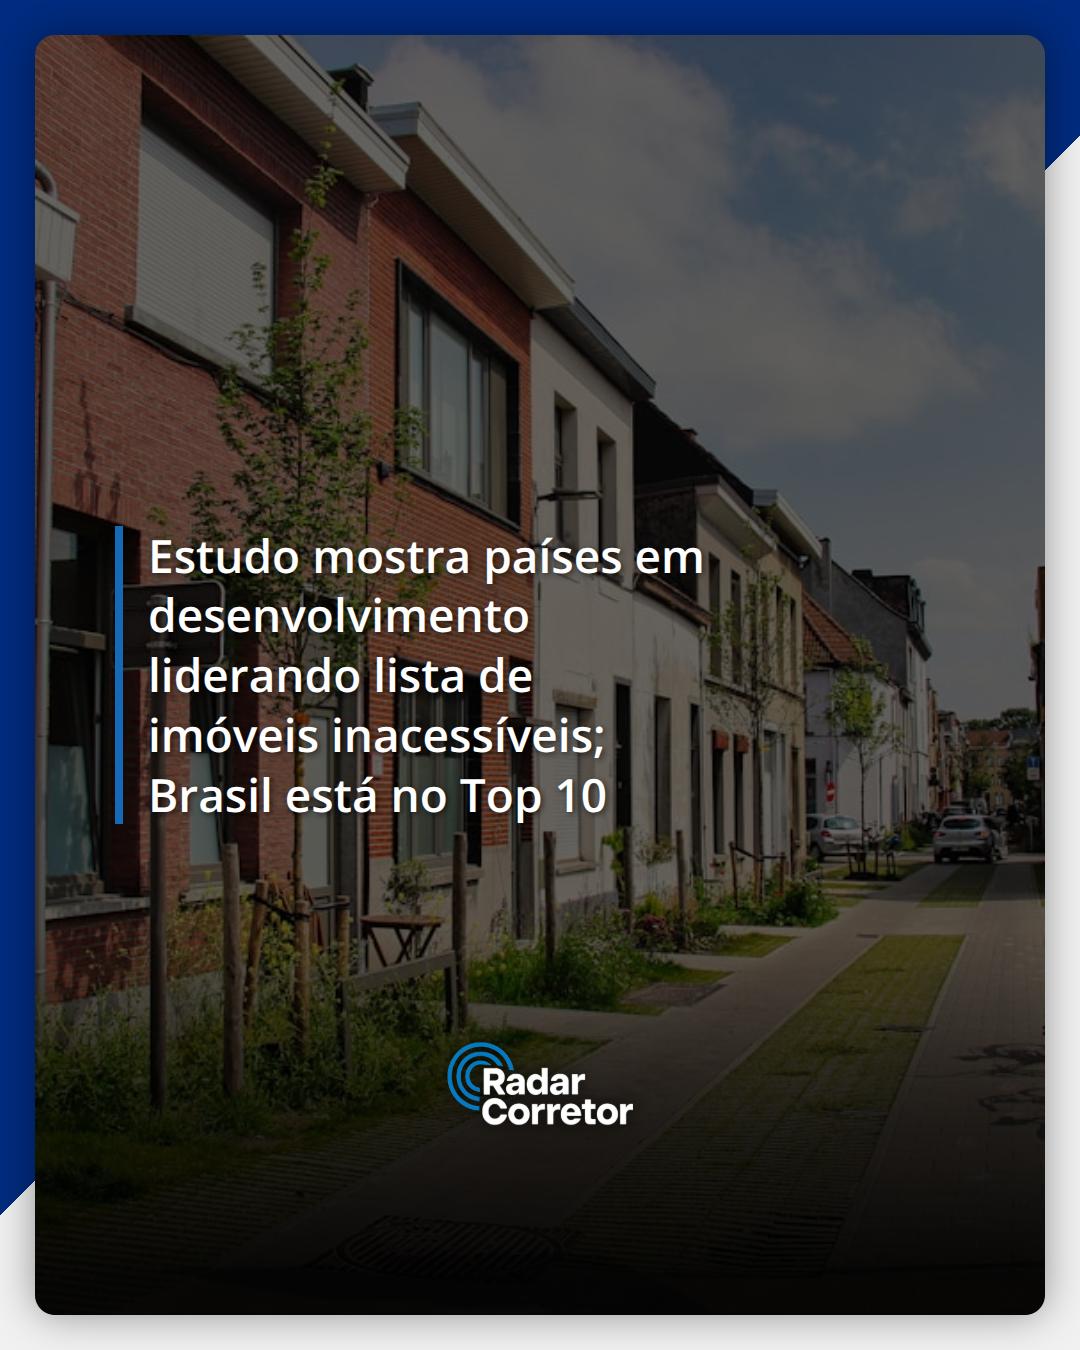 Estudo mostra países em
desenvolvimento
liderando lista de
imóveis inacessíveis;
Brasil está no Top 10
Radar
Corretor